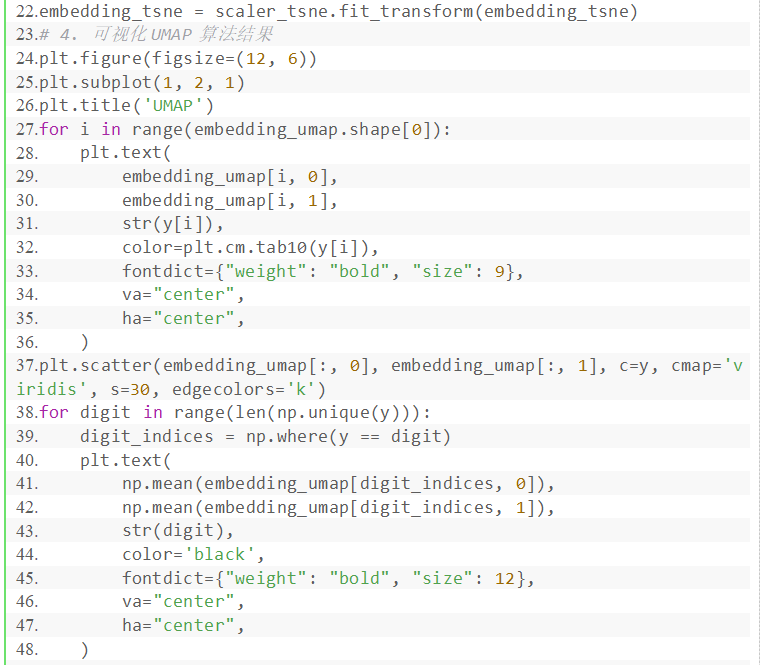 22.embedding_tsne = scaler_tsne.fit_transform(embedding_tsne)
23.# 4. 可视化 UMAP 算法结果
24.plt.figure(figsize=(12, 6))
25.plt.subplot(1, 2, 1)
26.plt.title('UMAP')
27.for i in range(embedding_umap.shape[0]):
28.    plt.text(
29.        embedding_umap[i, 0],
30.        embedding_umap[i, 1],
31.        str(y[i]),
32.        color=plt.cm.tab10(y[i]),
33.        fontdict={"weight": "bold", "size": 9},
34.        va="center",
35.        ha="center",
36.    )
37.plt.scatter(embedding_umap[:, 0], embedding_umap[:, 1], c=y, cmap='v
iridis', s=30, edgecolors='k')
38.for digit in range(len(np.unique(y))):
39.    digit_indices = np.where(y == digit)
40.    plt.text(
41.        np.mean(embedding_umap[digit_indices, 0]),
42.        np.mean(embedding_umap[digit_indices, 1]),
43.        str(digit),
44.        color='black',
45.        fontdict={"weight": "bold", "size": 12},
46.        va="center",
47.        ha="center",
48.    )